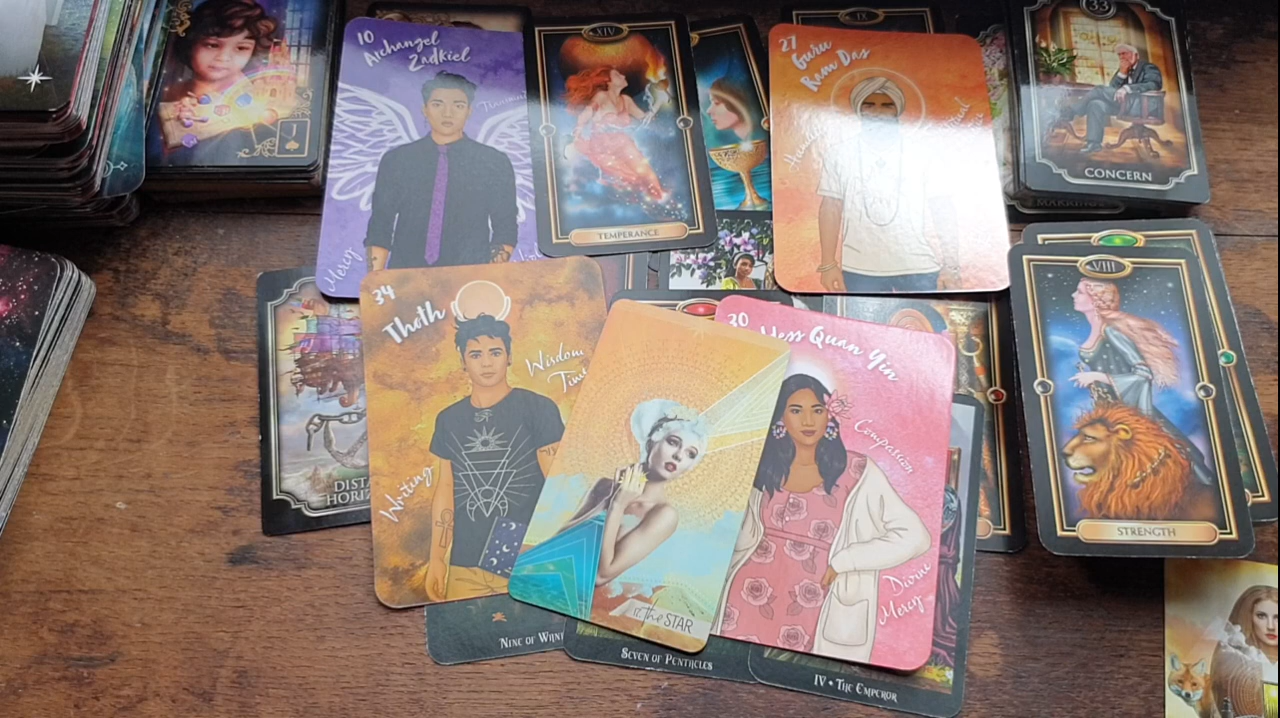 10
Archangel
Zadkiel
Mercy
XIV
TEMPERANCE
IX
27
Guru
Ram Das
33
CONCERN
J
34
Thoth
Wisdom
Writing
30
Quan Yin
Compassion
Divine
Mercy
17. the STAR
VIII
STRENGTH
NINE OF
SEVEN OF PENTACLES
IV • THE EMPEROR